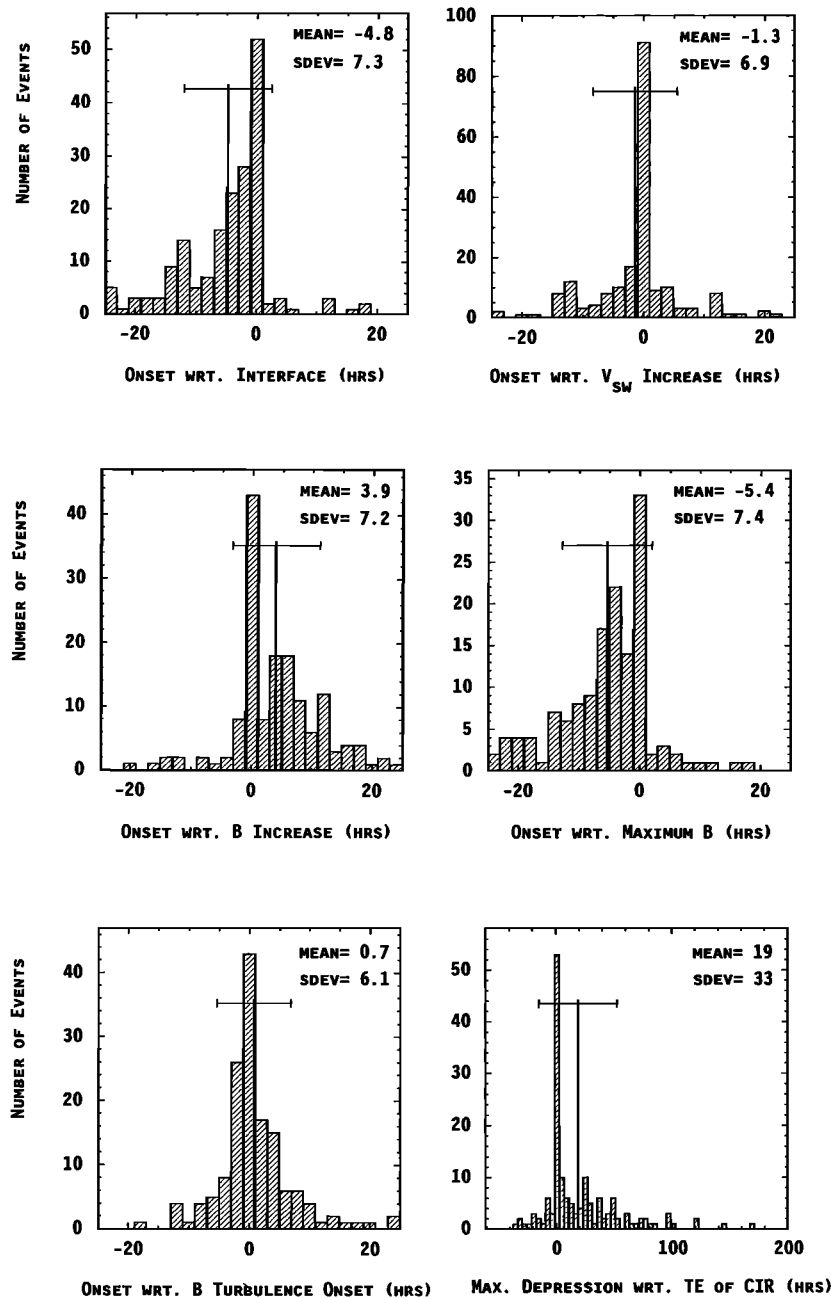 MEAN= -4.8
SDEV= 7.3
NUMBER OF EVENTS
50
40
30
20
10
0
-20 0 20
ONSET WRT. INTERFACE (HRS)
MEAN= -1.3
SDEV= 6.9
100
80
60
40
20
0
-20 0 20
ONSET WRT. VSW INCREASE (HRS)
MEAN= 3.9
SDEV= 7.2
NUMBER OF EVENTS
40
30
20
10
0
-20 0 20
ONSET WRT. B INCREASE (HRS)
MEAN= -5.4
SDEV= 7.4
35
30
25
20
15
10
5
0
-20 0 20
ONSET WRT. MAXIMUM B (HRS)
MEAN= 0.7
SDEV= 6.1
NUMBER OF EVENTS
40
30
20
10
0
-20 0 20
ONSET WRT. B TURBULENCE ONSET (HRS)
MEAN= 19
SDEV= 33
50
40
30
20
10
0
0 100 200
MAX. DEPRESSION WRT. TE OF CIR (HRS)